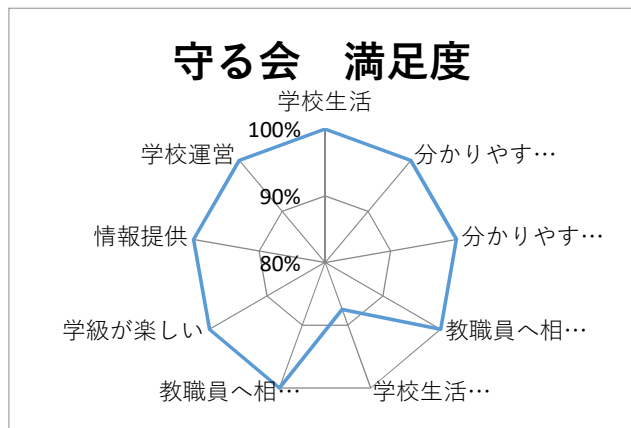 守る会　満足度
学校生活
100%
学校運営
分かりやす…
90%
情報提供
分かりやす…
80%
学級が楽しい
教職員へ相…
教職員へ相…
学校生活…